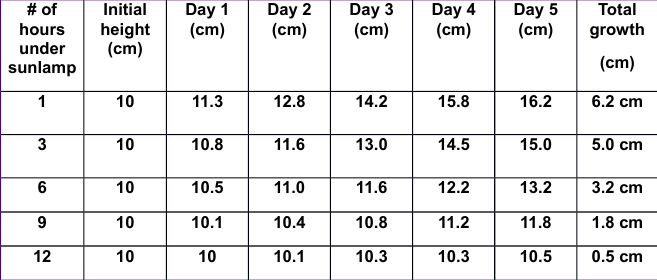 # of hours under sunlamp | Initial height (cm) | Day 1 (cm) | Day 2 (cm) | Day 3 (cm) | Day 4 (cm) | Day 5 (cm) | Total growth (cm)
1 | 10 | 11.3 | 12.8 | 14.2 | 15.8 | 16.2 | 6.2 cm
3 | 10 | 10.8 | 11.6 | 13.0 | 14.5 | 15.0 | 5.0 cm
6 | 10 | 10.5 | 11.0 | 11.6 | 12.2 | 13.2 | 3.2 cm
9 | 10 | 10.1 | 10.4 | 10.8 | 11.2 | 11.8 | 1.8 cm
12 | 10 | 10 | 10.1 | 10.3 | 10.3 | 10.5 | 0.5 cm